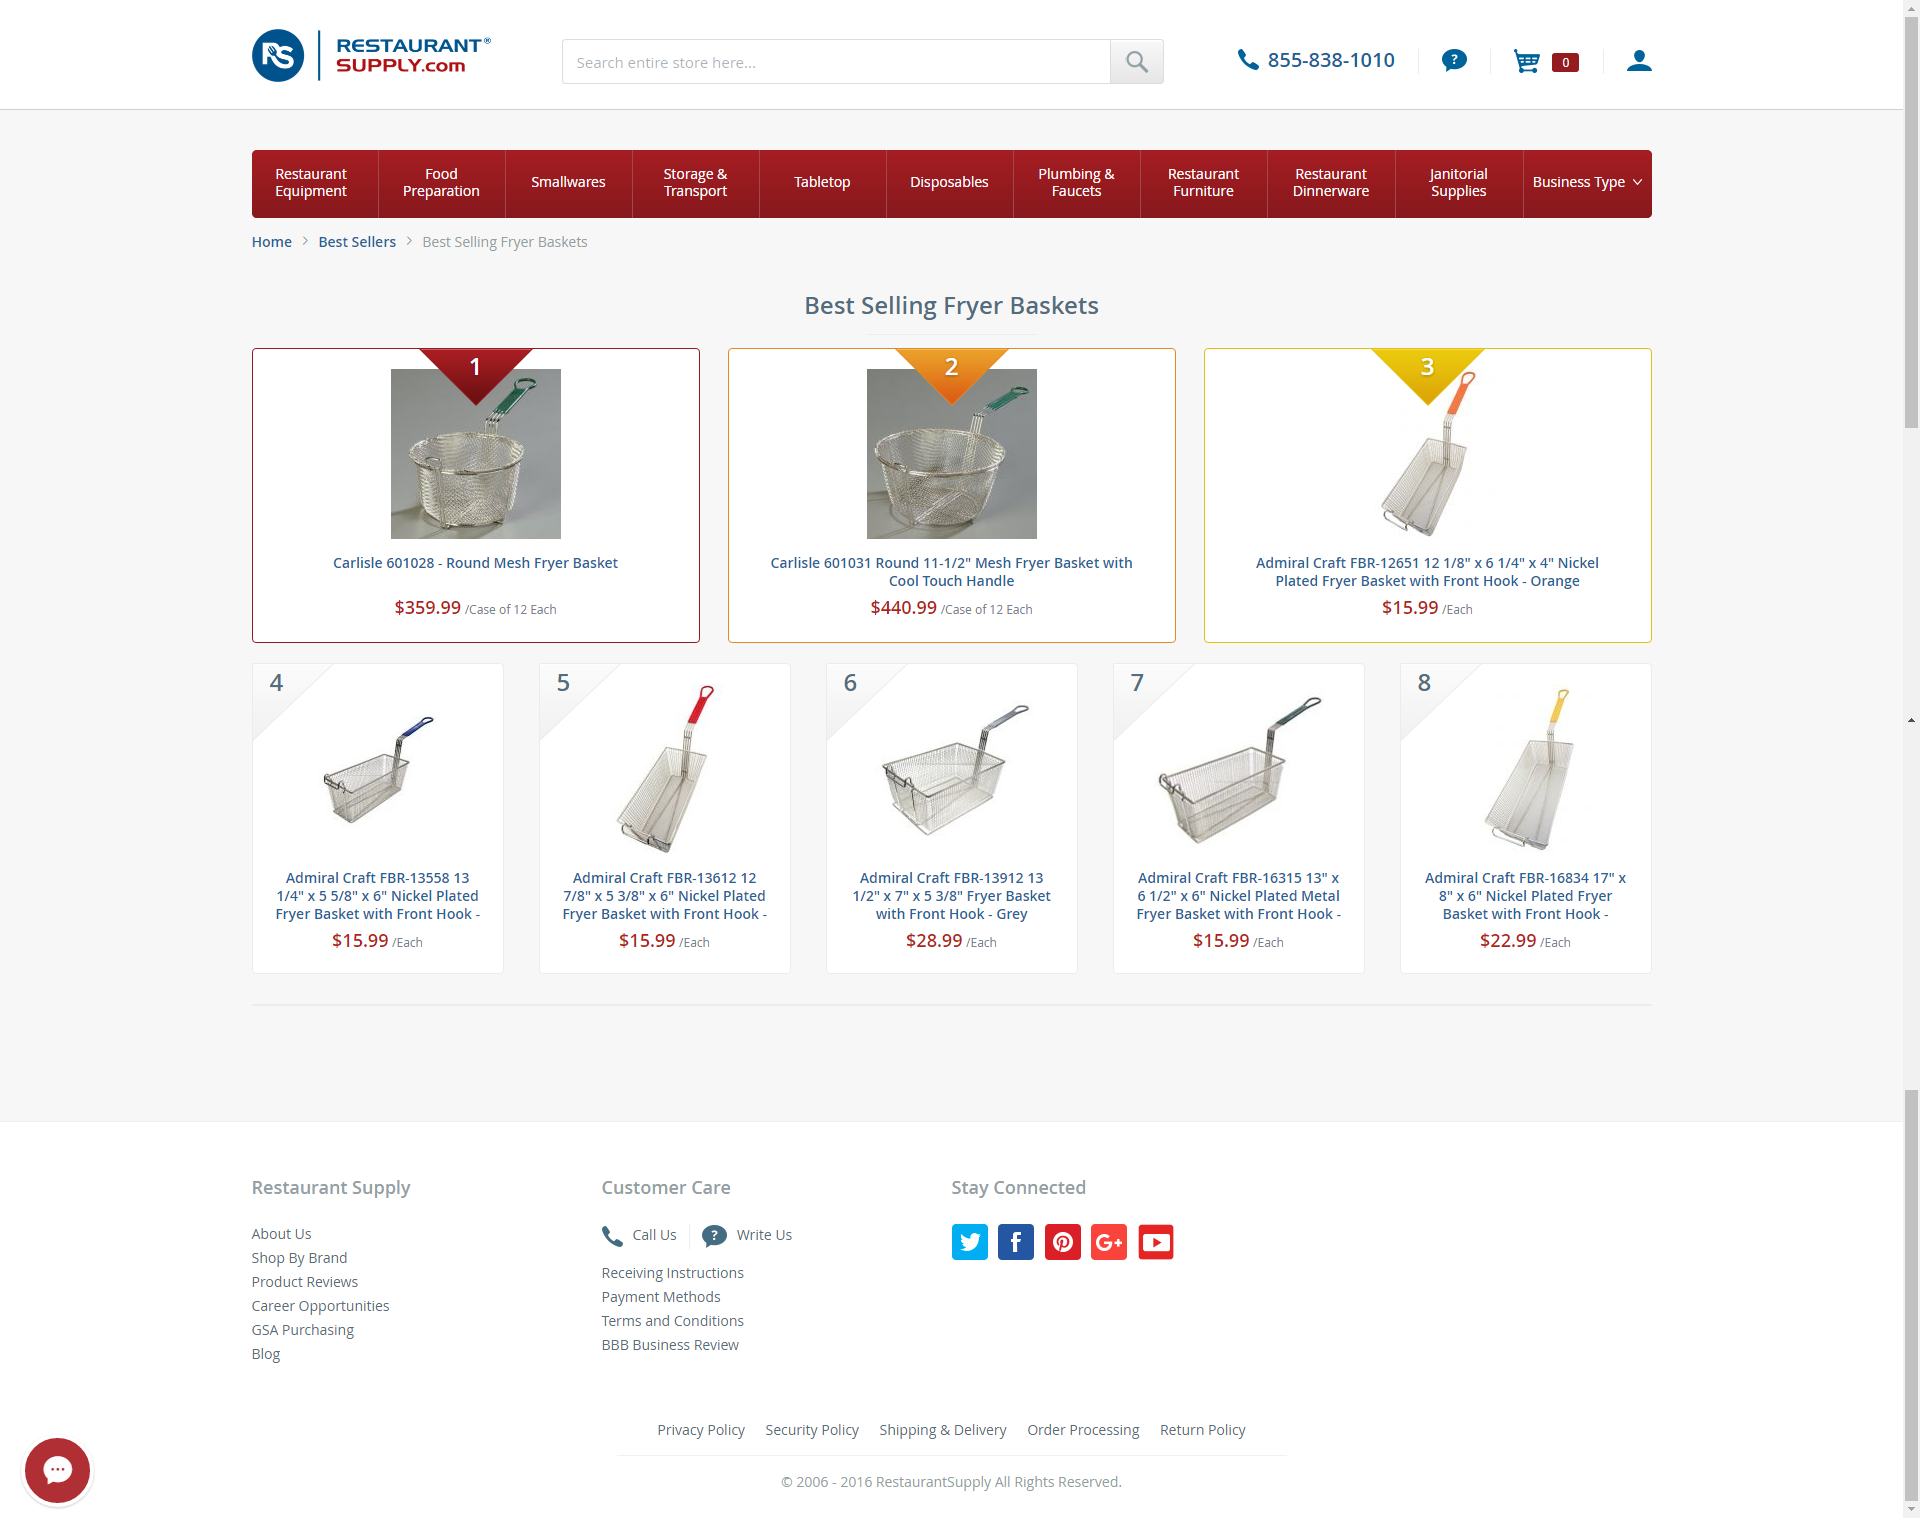 RS
RESTAURANT®
SUPPLY.com
Search entire store here...
855-838-1010
?
0
Restaurant
Equipment
Food
Preparation
Smallwares
Storage &
Transport
Tabletop
Disposables
Plumbing &
Faucets
Restaurant
Furniture
Restaurant
Dinnerware
Janitorial
Supplies
Business Type
Home > Best Sellers > Best Selling Fryer Baskets
Best Selling Fryer Baskets
1
Carlisle 601028 - Round Mesh Fryer Basket
$359.99 /Case of 12 Each
2
Carlisle 601031 Round 11-1/2" Mesh Fryer Basket with
Cool Touch Handle
$440.99 /Case of 12 Each
3
Admiral Craft FBR-12651 12 1/8" x 6 1/4" x 4" Nickel
Plated Fryer Basket with Front Hook - Orange
$15.99 /Each
4
Admiral Craft FBR-13558 13
1/4" x 5 5/8" x 6" Nickel Plated
Fryer Basket with Front Hook -
$15.99 /Each
5
Admiral Craft FBR-13612 12
7/8" x 5 3/8" x 6" Nickel Plated
Fryer Basket with Front Hook -
$15.99 /Each
6
Admiral Craft FBR-13912 13
1/2" x 7" x 5 3/8" Fryer Basket
with Front Hook - Grey
$28.99 /Each
7
Admiral Craft FBR-16315 13" x
6 1/2" x 6" Nickel Plated Metal
Fryer Basket with Front Hook -
$15.99 /Each
8
Admiral Craft FBR-16834 17" x
8" x 6" Nickel Plated Fryer
Basket with Front Hook -
$22.99 /Each
Restaurant Supply
About Us
Shop By Brand
Product Reviews
Career Opportunities
GSA Purchasing
Blog
Customer Care
Call Us
? Write Us
Receiving Instructions
Payment Methods
Terms and Conditions
BBB Business Review
Stay Connected
f
G+
Privacy Policy Security Policy Shipping & Delivery Order Processing Return Policy
© 2006 - 2016 RestaurantSupply All Rights Reserved.